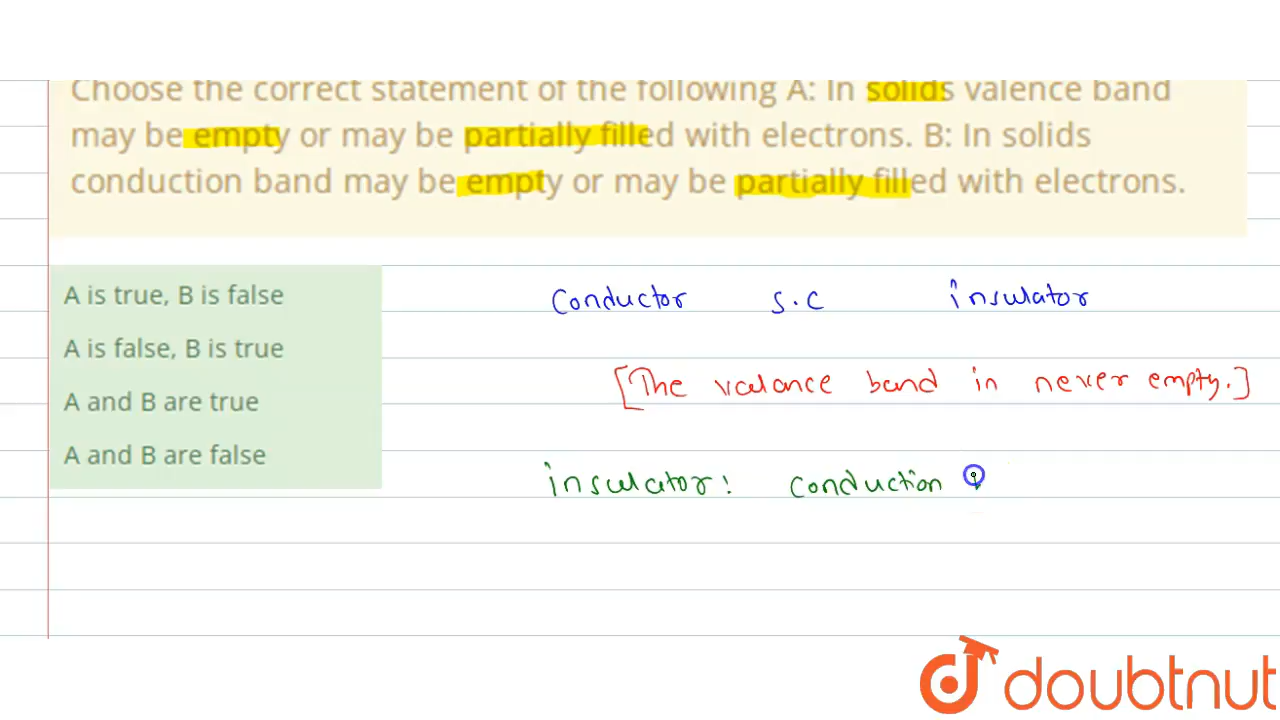 Choose the correct statement of the following A: In solids valence band
may be empty or may be partially filled with electrons. B: In solids
conduction band may be empty or may be partially filled with electrons.
A is true, B is false
A is false, B is true
A and B are true
A and B are false
Conductor S.C insulator
[The valance band in never empty.]
insulator: conduction
doubtnut